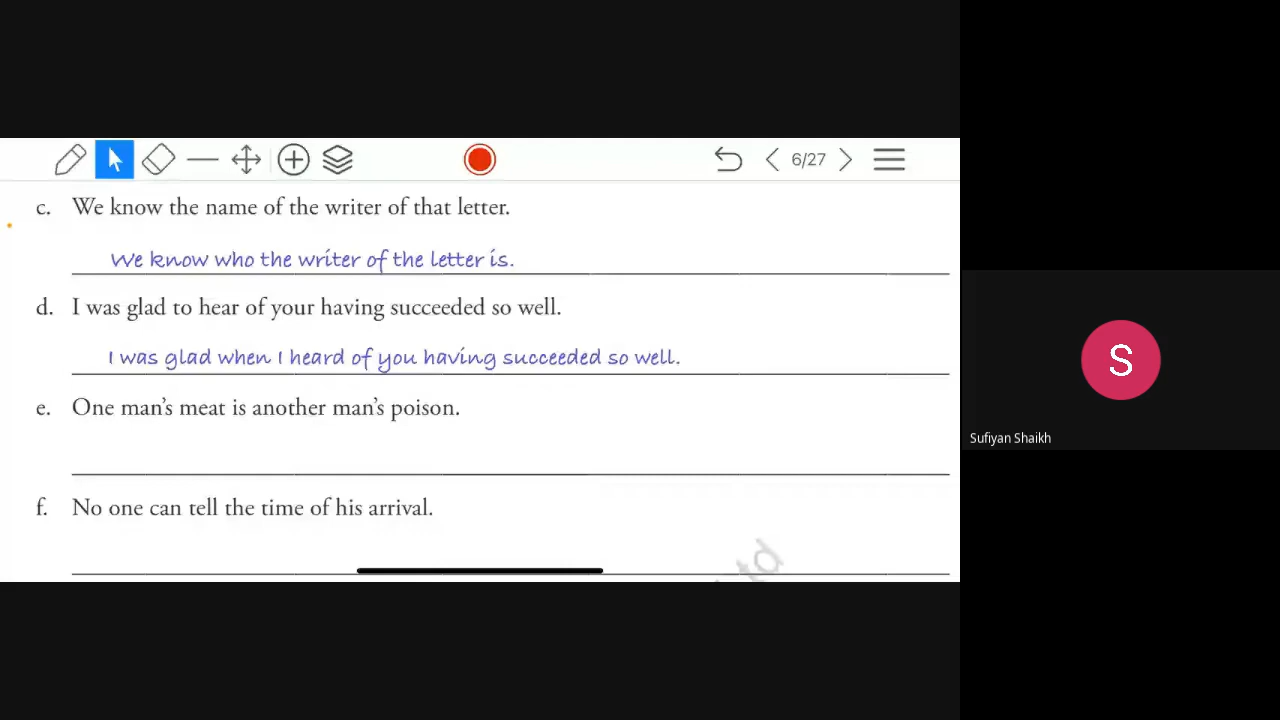 6/27
c. We know the name of the writer of that letter.
We know who the writer of the letter is.
d. I was glad to hear of your having succeeded so well.
I was glad when I heard of you having succeeded so well.
e. One man's meat is another man's poison.
f. No one can tell the time of his arrival.
S
Sufiyan Shaikh